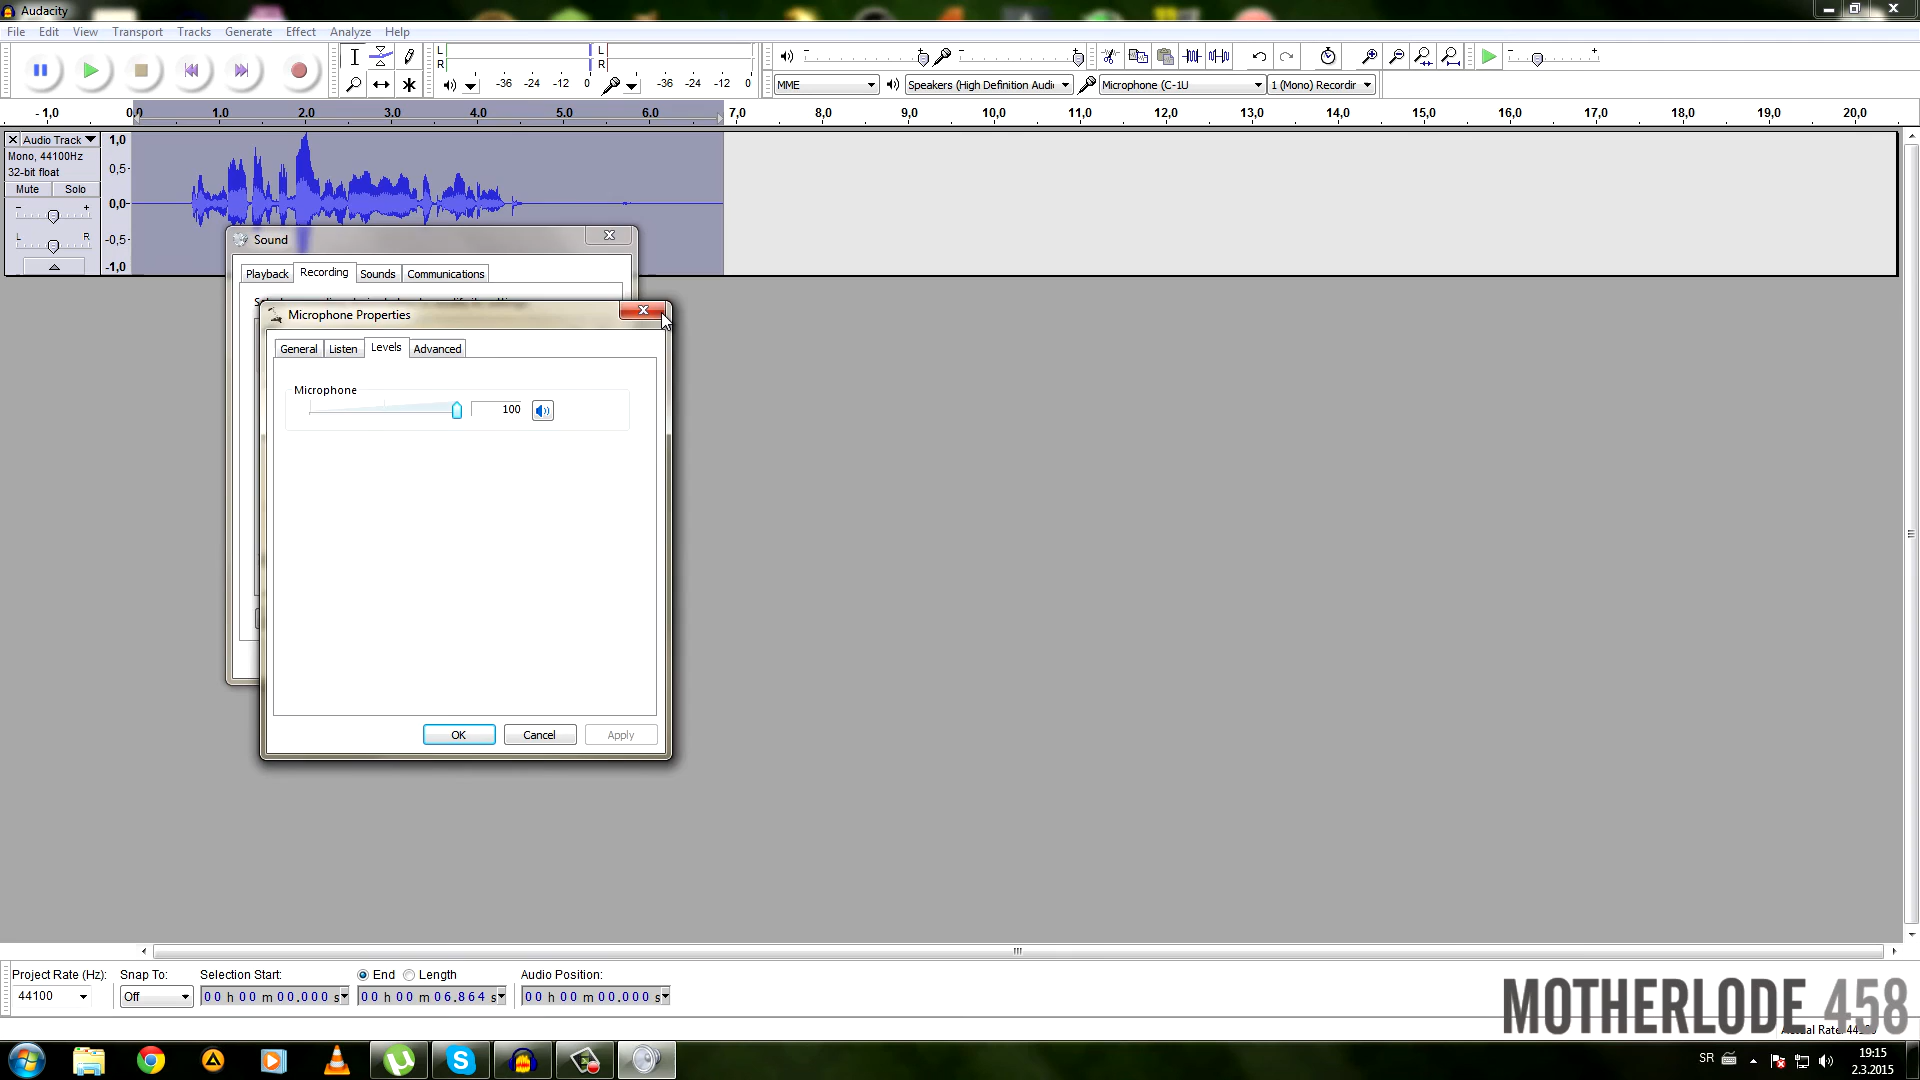 Audacity
File Edit View Transport Tracks Generate Effect Analyze Help
L
R
-36 -24 -12 0
L
R
-36 -24 -12 0
MME
Speakers (High Definition Audi
Microphone (C-1U
1 (Mono) Recordir
- 1,0 0,0 1,0 2,0 3,0 4,0 5,0 6,0 7,0 8,0 9,0 10,0 11,0 12,0 13,0 14,0 15,0 16,0 17,0 18,0 19,0 20,0
Audio Track
Mono, 44100Hz
32-bit float
Mute Solo
- +
L R
1,0
0,5-
0,0-
-0,5-
-1,0
Sound
Playback Recording Sounds Communications
Microphone Properties
General Listen Levels Advanced
Microphone
100
OK Cancel Apply
Project Rate (Hz): Snap To: Selection Start: End Length Audio Position:
44100 Off 00 h 00 m 00.000 s 00 h 00 m 06.864 s 00 h 00 m 00.000 s
MOTHERLODE 458
SR
19:15
2.3.2015